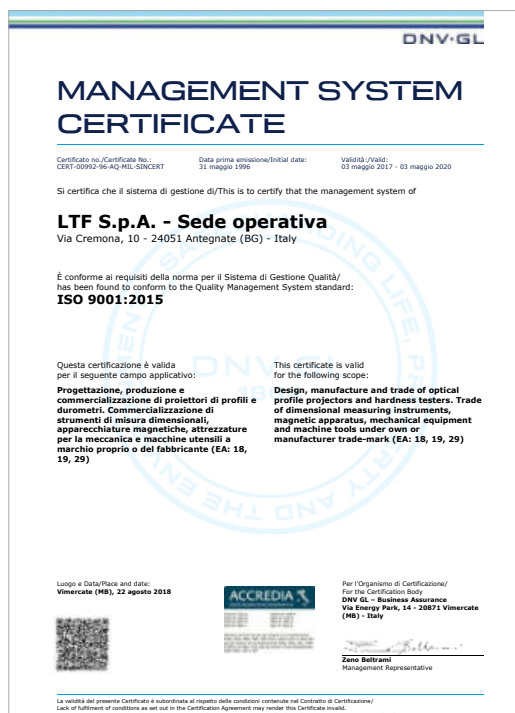 DNV·GL
MANAGEMENT SYSTEM
CERTIFICATE
Certificato no./Certificate No.:
CERT-00992-96-AQ-MIL-SINCERT
Data prima emissione/Initial date:
31 maggio 1996
Validità:/Valid:
03 maggio 2017 - 03 maggio 2020
Si certifica che il sistema di gestione di/This is to certify that the management system of
LTF S.p.A. - Sede operativa
Via Cremona, 10 - 24051 Antegnate (BG) - Italy
È conforme ai requisiti della norma per il Sistema di Gestione Qualità/
has been found to conform to the Quality Management System standard:
ISO 9001:2015
Questa certificazione è valida
per il seguente campo applicativo:
Progettazione, produzione e
commercializzazione di proiettori di profili e
durometri. Commercializzazione di
strumenti di misura dimensionali,
apparecchiature magnetiche, attrezzature
per la meccanica e macchine utensili a
marchio proprio o del fabbricante (EA: 18,
19, 29)
This certificate is valid
for the following scope:
Design, manufacture and trade of optical
profile projectors and hardness testers. Trade
of dimensional measuring instruments,
magnetic apparatus, mechanical equipment
and machine tools under own or
manufacturer trade-mark (EA: 18, 19, 29)
DNV·GL
Luogo e Data/Place and date:
Vimercate (MB), 22 agosto 2018
ACCREDIA
Per l'Organismo di Certificazione/
For the Certification Body
DNV GL – Business Assurance
Via Energy Park, 14 - 20871 Vimercate
(MB) - Italy
Zeno Beltrami
Management Representative
La validità del presente Certificato è subordinata al rispetto delle condizioni contenute nel Contratto di Certificazione/
Lack of fulfilment of conditions as set out in the Certification Agreement may render this Certificate invalid.